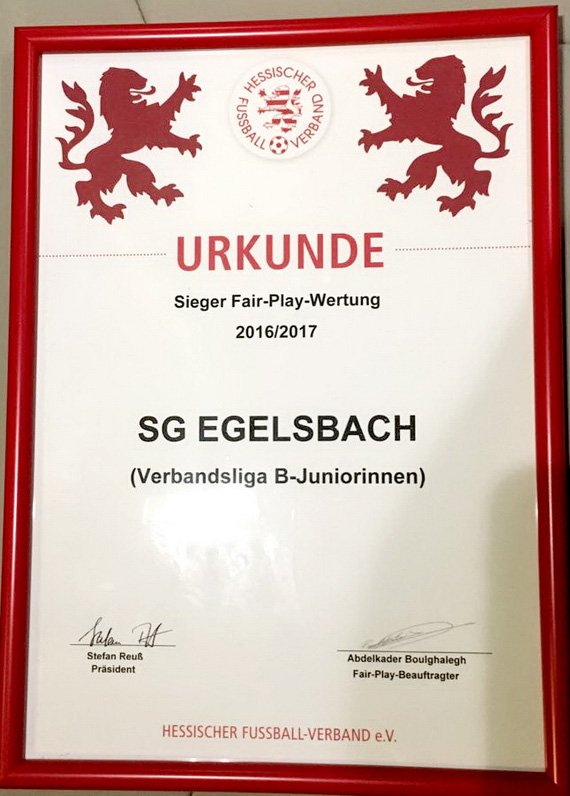 HESSISCHER
FUSSBALL VERBAND
URKUNDE
Sieger Fair-Play-Wertung
2016/2017
SG EGELSBACH
(Verbandsliga B-Juniorinnen)
Stefan Reuß
Präsident
Abdelkader Boulghalegh
Fair-Play-Beauftragter
HESSISCHER FUSSBALL-VERBAND e.V.